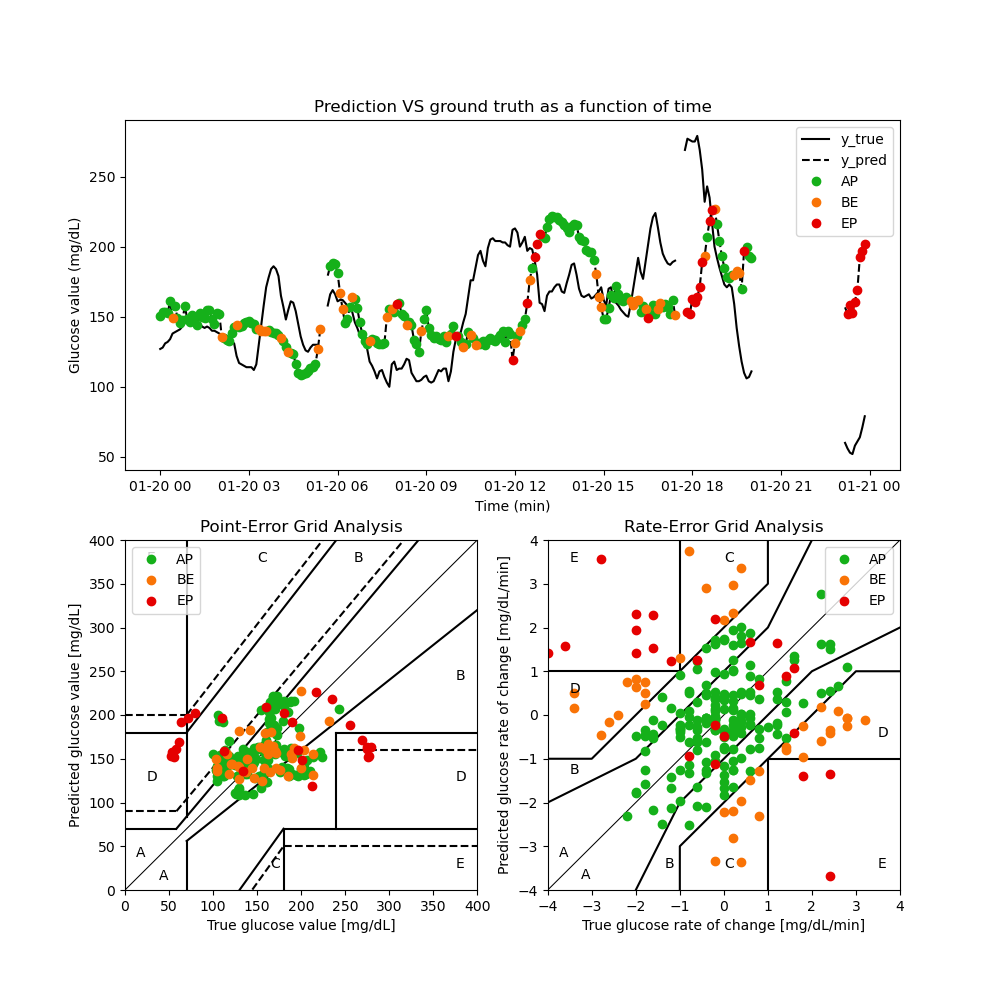 Prediction VS ground truth as a function of time
Glucose value (mg/dL)
250
200
150
100
50
y_true
y_pred
AP
BE
EP
01-20 00 01-20 03 01-20 06 01-20 09 01-20 12 01-20 15 01-20 18 01-20 21 01-21 00
Time (min)
Point-Error Grid Analysis
Predicted glucose value [mg/dL]
400
350
300
250
200
150
100
50
0
AP
BE
EP
C
B
B
D
D
A
A
C
E
0 50 100 150 200 250 300 350 400
True glucose value [mg/dL]
Rate-Error Grid Analysis
Predicted glucose rate of change [mg/dL/min]
4
3
2
1
0
−1
−2
−3
−4
E
C
AP
BE
EP
D
D
B
A
A
B
C
E
−4 −3 −2 −1 0 1 2 3 4
True glucose rate of change [mg/dL/min]